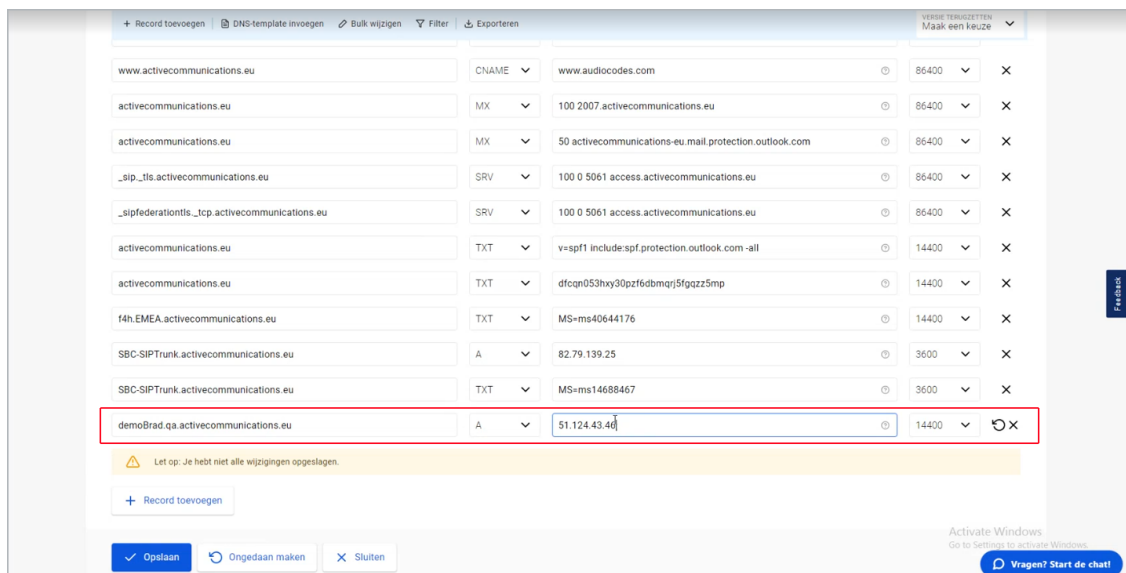 + Record toevoegen | DNS-template invoegen Bulk wijzigen Filter | Exporteren VERSIE TERUGZETTEN
Maak een keuze
www.activecommunications.eu CNAME www.audiocodes.com 86400
activecommunications.eu MX 100 2007.activecommunications.eu 86400
activecommunications.eu MX 50 activecommunications-eu.mail.protection.outlook.com 86400
_sip._tls.activecommunications.eu SRV 100 0 5061 access.activecommunications.eu 86400
_sipfederationtls._tcp.activecommunications.eu SRV 100 0 5061 access.activecommunications.eu 86400
activecommunications.eu TXT v=spf1 include:spf.protection.outlook.com -all 14400
activecommunications.eu TXT dfcqn053hxy30pzf6dbmqrj5fgqzz5mp 14400
Feedback
f4h.EMEA.activecommunications.eu TXT MS=ms40644176 14400
SBC-SIPTrunk.activecommunications.eu A 82.79.139.25 3600
SBC-SIPTrunk.activecommunications.eu TXT MS=ms14688467 3600
demoBrad.qa.activecommunications.eu A 51.124.43.46 14400
Let op: Je hebt niet alle wijzigingen opgeslagen.
+ Record toevoegen
Activate Windows
Go to Settings to activate Windows.
Opslaan Ongedaan maken Sluiten
Vragen? Start de chat!